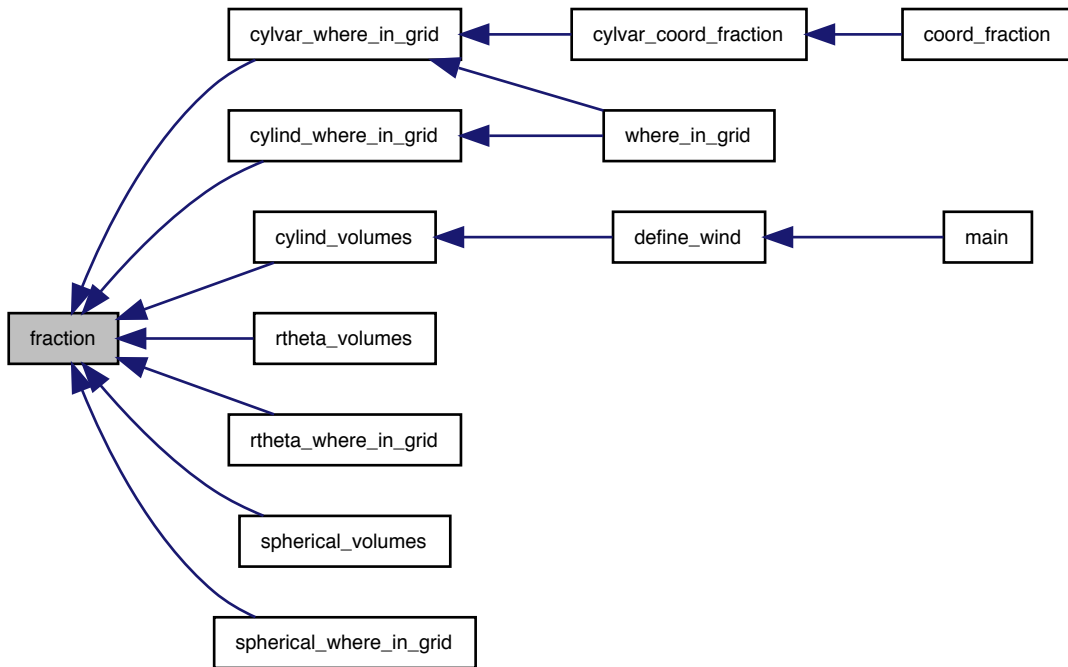 cylvar_where_in_grid
cylvar_coord_fraction
coord_fraction
cylind_where_in_grid
where_in_grid
cylind_volumes
define_wind
main
fraction
rtheta_volumes
rtheta_where_in_grid
spherical_volumes
spherical_where_in_grid